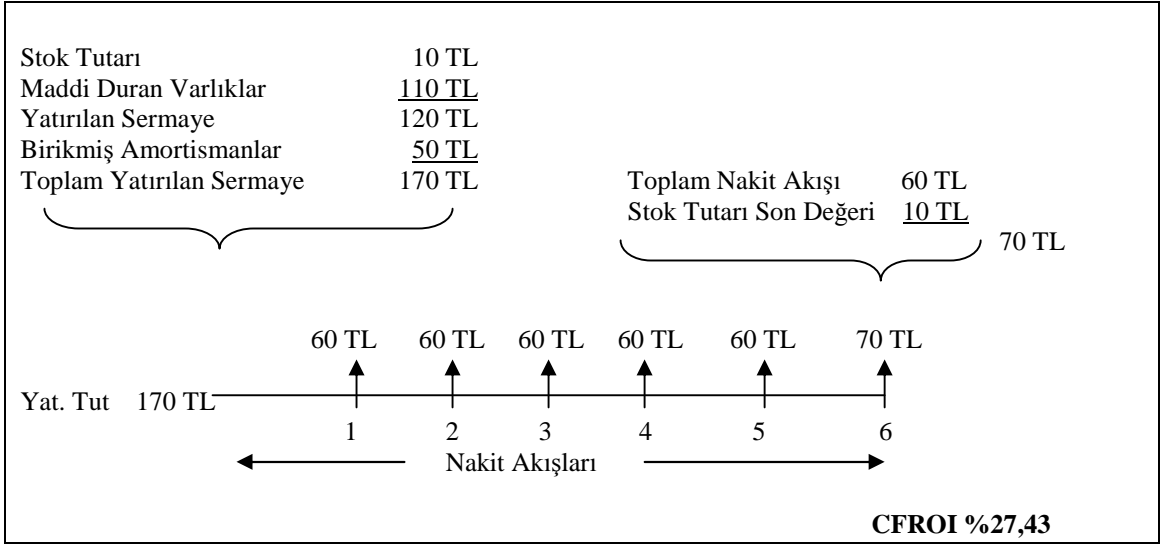 Stok Tutarı 10 TL
Maddi Duran Varlıklar 110 TL
Yatırılan Sermaye 120 TL
Birikmiş Amortismanlar 50 TL
Toplam Yatırılan Sermaye 170 TL
Toplam Nakit Akışı 60 TL
Stok Tutarı Son Değeri 10 TL
70 TL
60 TL 60 TL 60 TL 60 TL 60 TL 70 TL
Yat. Tut 170 TL
1 2 3 4 5 6
Nakit Akışları
CFROI %27,43